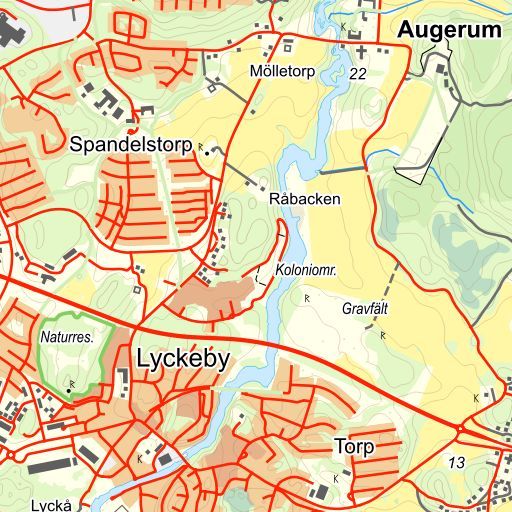 Augerum
Mölletorp
22
Spandelstorp
R
Råbacken
Koloniomr.
R
Gravfält
Naturres.
Lyckeby
R
Torp
K
K
13
K
Lyckå
K